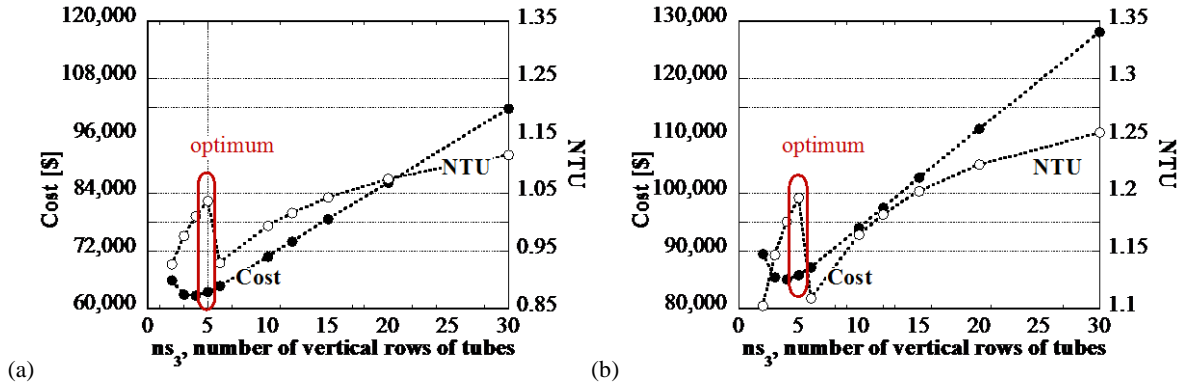 120,000
108,000
96,000
84,000
72,000
60,000
Cost [$]
1.35
1.25
1.15
1.05
0.95
0.85
NTU
optimum
NTU
Cost
0 5 10 15 20 25 30
ns3, number of vertical rows of tubes
(a)
130,000
120,000
110,000
100,000
90,000
80,000
Cost [$]
1.35
1.3
1.25
1.2
1.15
1.1
NTU
optimum
NTU
Cost
0 5 10 15 20 25 30
ns3, number of vertical rows of tubes
(b)